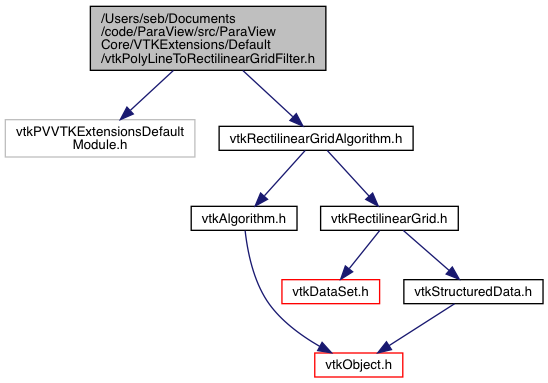 /Users/seb/Documents
/code/ParaView/src/ParaView
Core/VTKExtensions/Default
/vtkPolyLineToRectilinearGridFilter.h
vtkPVVTKExtensionsDefault
Module.h
vtkRectilinearGridAlgorithm.h
vtkAlgorithm.h
vtkRectilinearGrid.h
vtkDataSet.h
vtkStructuredData.h
vtkObject.h